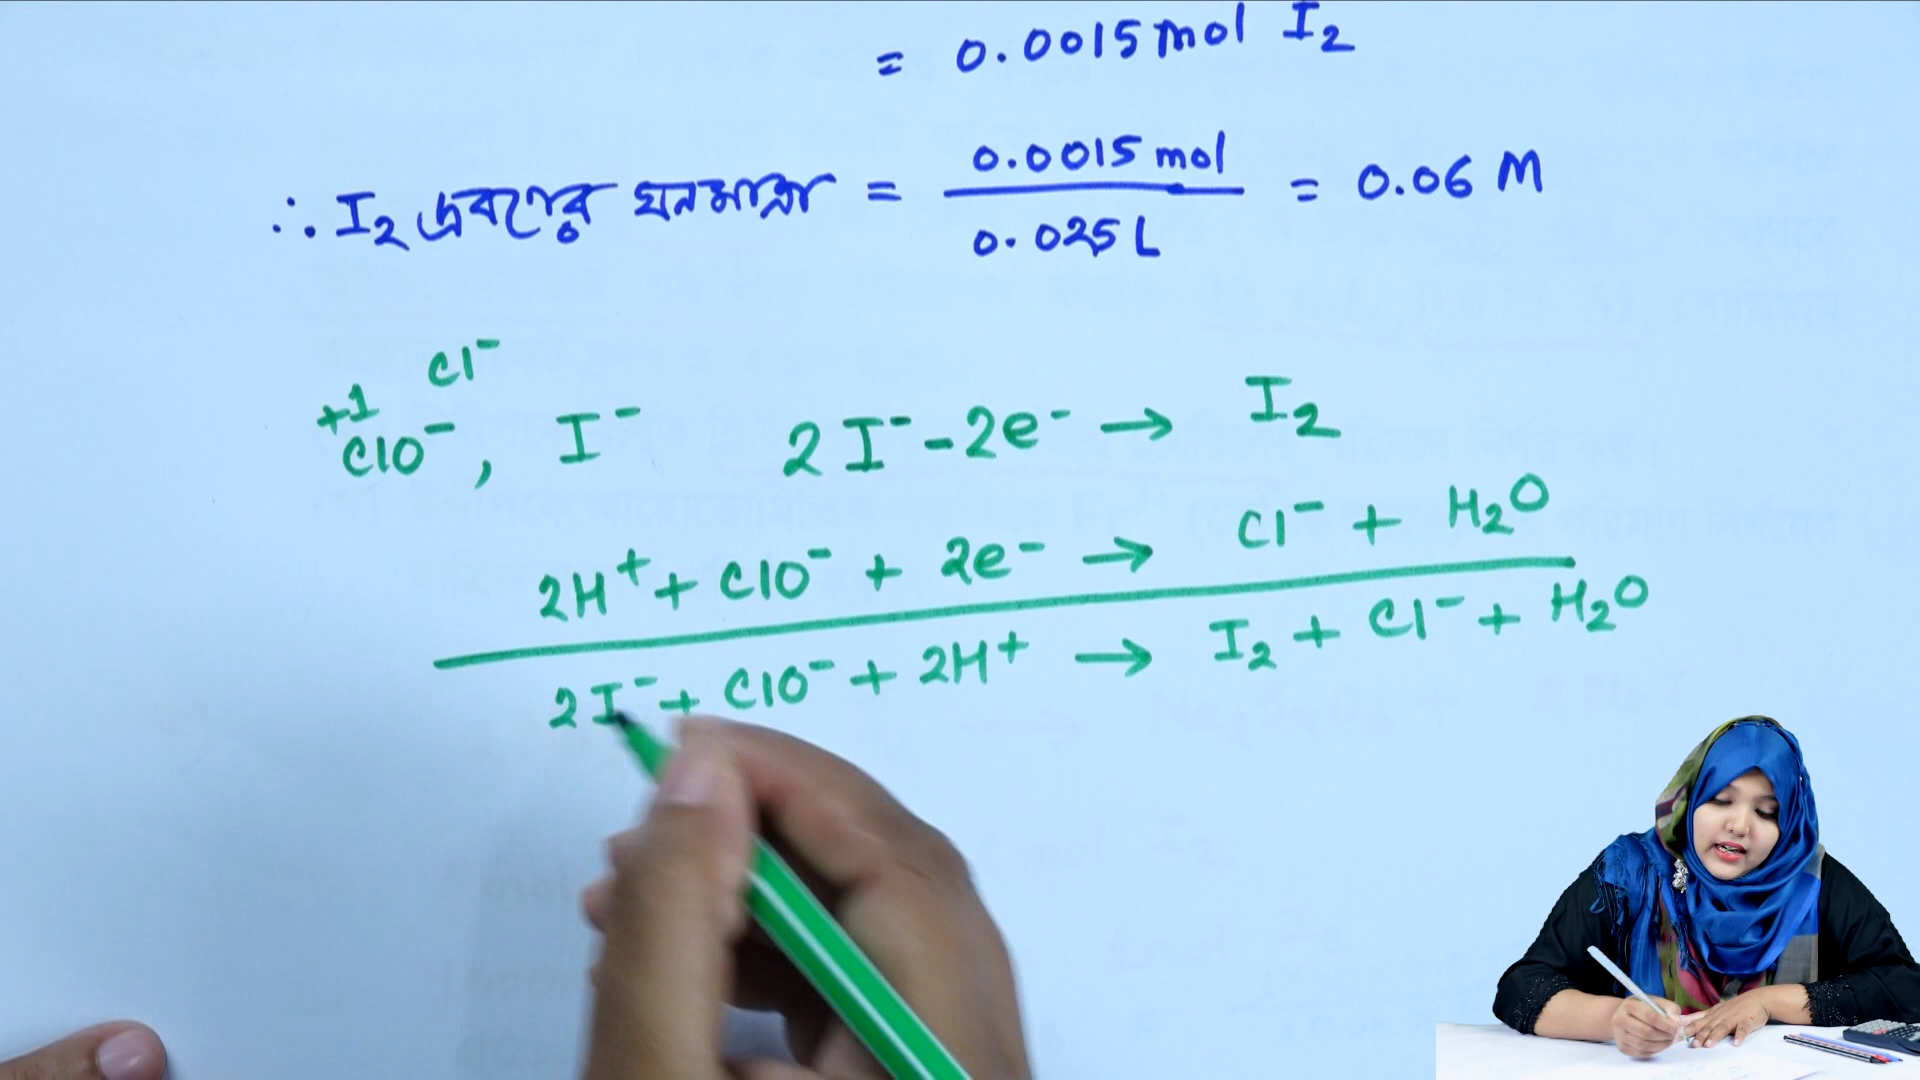 = 0.0015 mol I₂
∴ I₂ দ্রবণের ঘনমাত্রা = 0.0015 mol / 0.025 L = 0.06 M
Cl⁻
+1
ClO⁻, I⁻ 2I⁻ - 2e⁻ → I₂
2H⁺ + ClO⁻ + 2e⁻ → Cl⁻ + H₂O
2I⁻ + ClO⁻ + 2H⁺ → I₂ + Cl⁻ + H₂O